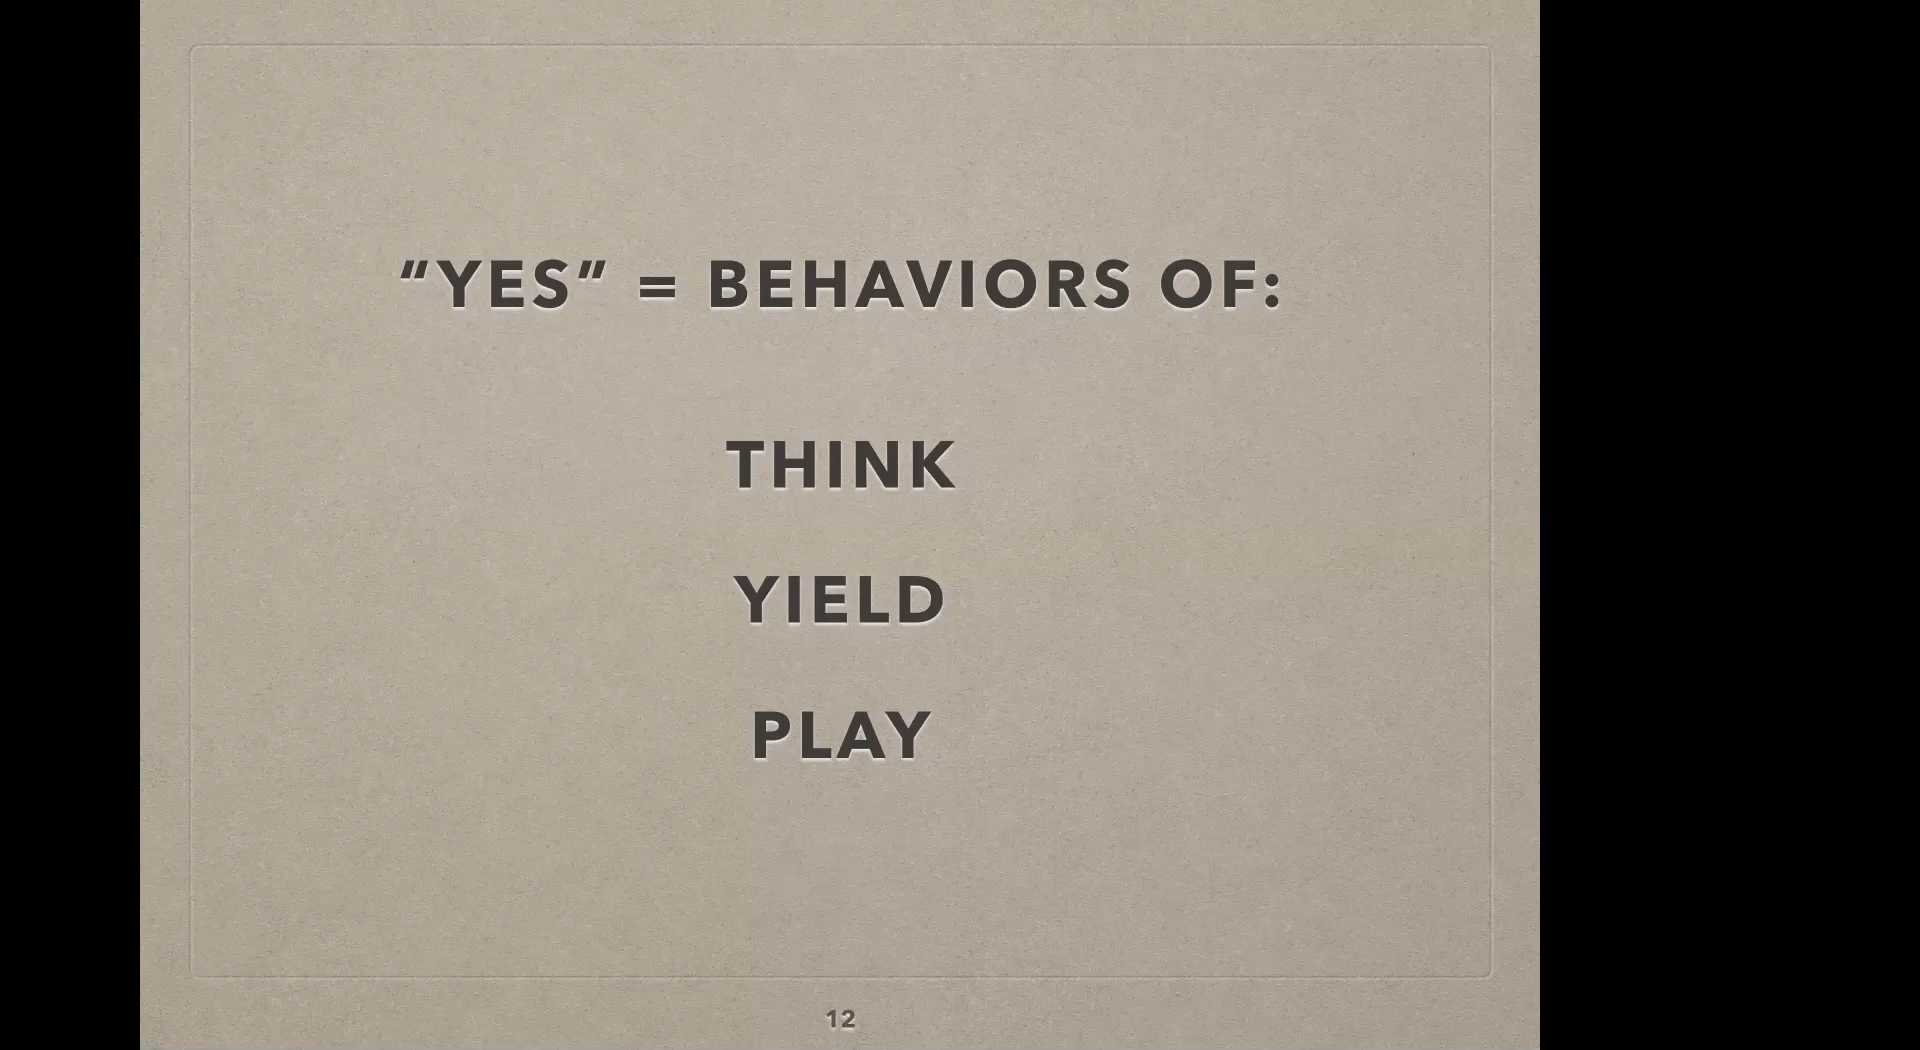 “YES” = BEHAVIORS OF:
THINK
YIELD
PLAY
12